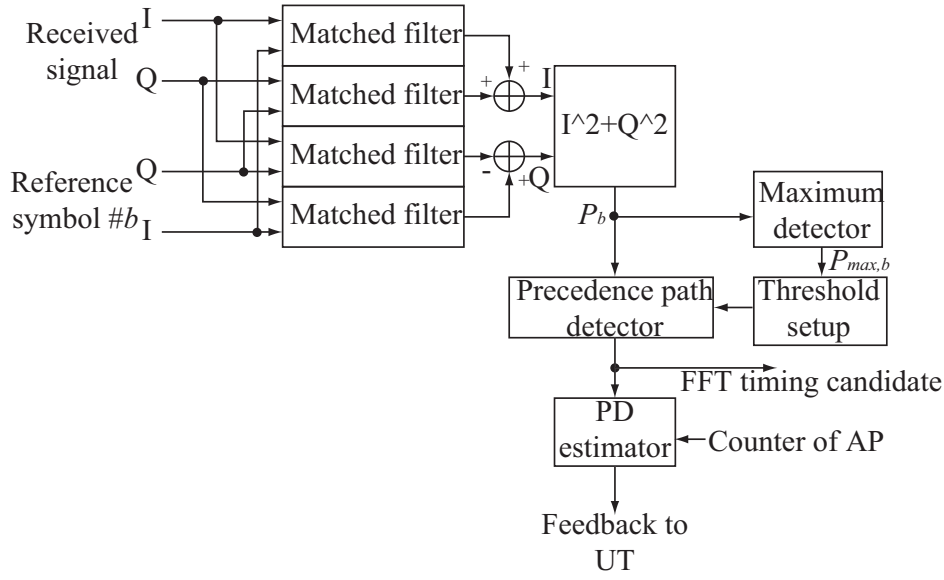 Received
signal
I
Q
Reference
symbol #b
Q
I
Matched filter
Matched filter
Matched filter
Matched filter
+
+
I
-
+
Q
I^2+Q^2
P_b
Maximum
detector
P_max,b
Precedence path
detector
Threshold
setup
FFT timing candidate
PD
estimator
Counter of AP
Feedback to
UT